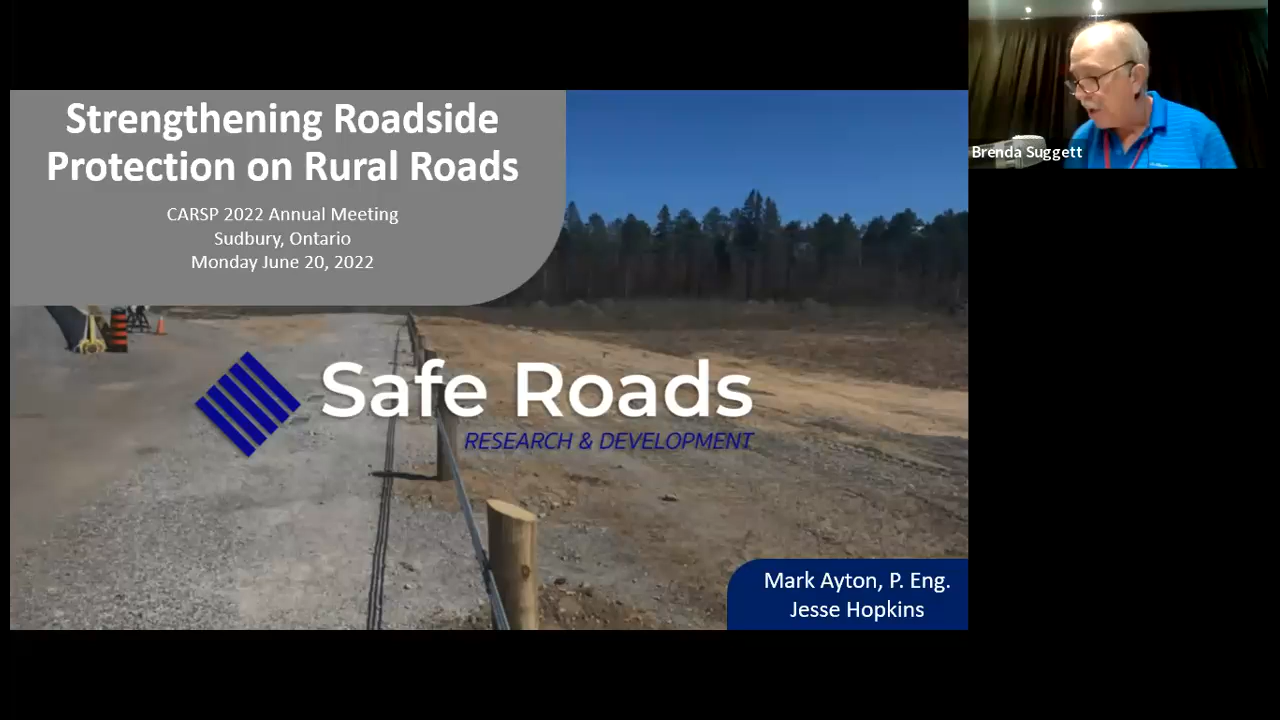 Strengthening Roadside
Protection on Rural Roads
CARSP 2022 Annual Meeting
Sudbury, Ontario
Monday June 20, 2022
Safe Roads
RESEARCH & DEVELOPMENT
Mark Ayton, P. Eng.
Jesse Hopkins
Brenda Suggett